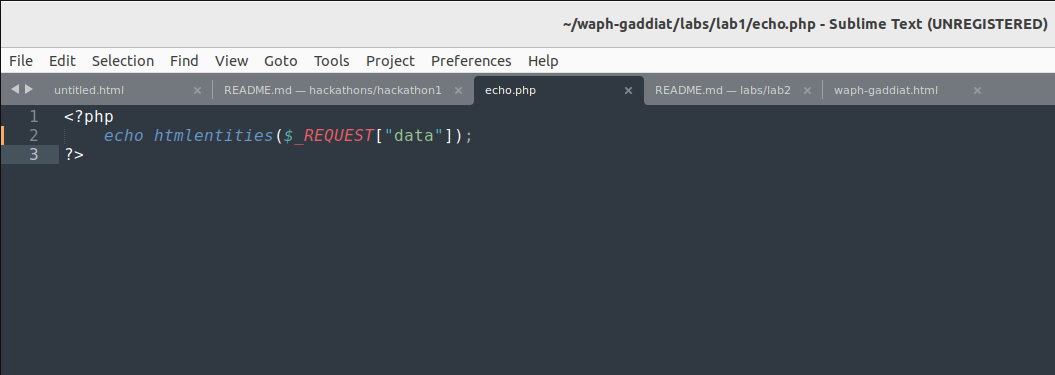 ~/waph-gaddiat/labs/lab1/echo.php - Sublime Text (UNREGISTERED)
File Edit Selection Find View Goto Tools Project Preferences Help
untitled.html × README.md — hackathons/hackathon1 × echo.php × README.md — labs/lab2 × waph-gaddiat.html ×
1 <?php
2 echo htmlentities($_REQUEST["data"]);
3 ?>